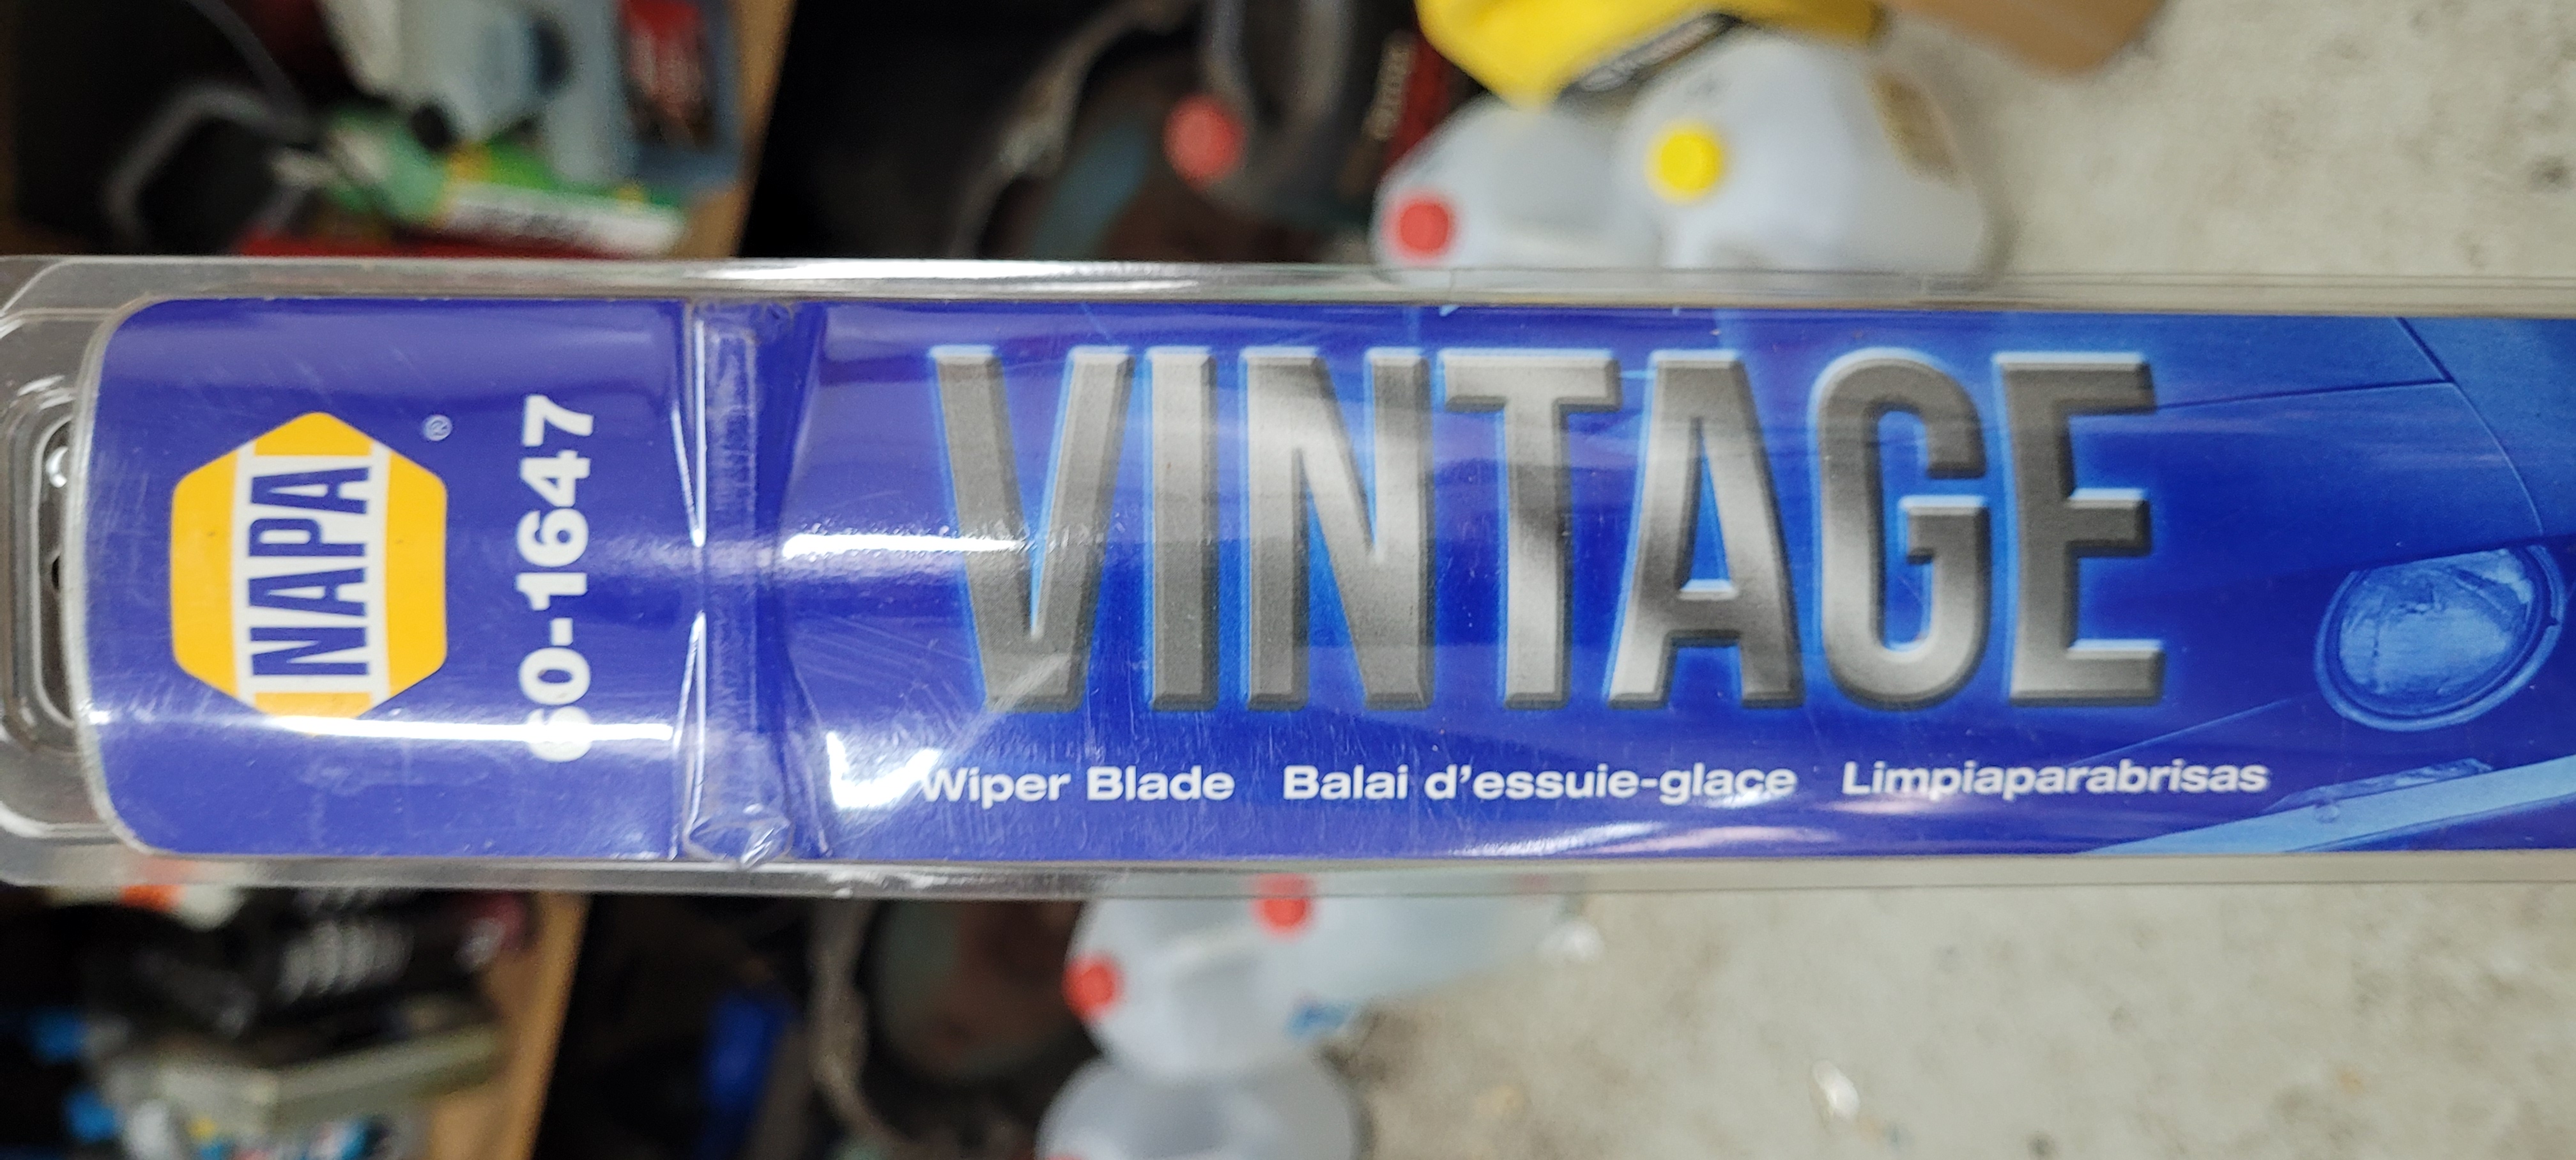 NAPA
®
60-1647
VINTAGE
Wiper Blade Balai d'essuie-glace Limpiaparabrisas